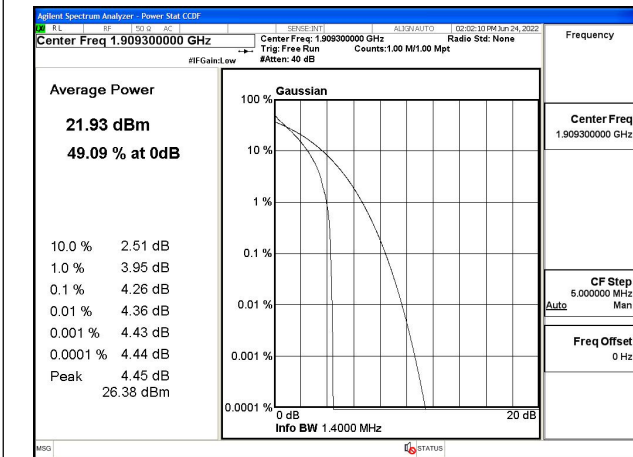 Agilent Spectrum Analyzer - Power Stat CCDF
RL RF 50 Ω AC SENSE:INT ALIGN AUTO 02:02:10 PM Jun 24, 2022
Center Freq 1.909300000 GHz
Center Freq: 1.909300000 GHz Radio Std: None
Trig: Free Run Counts:1.00 M/1.00 Mpt
#IFGain:Low #Atten: 40 dB
Frequency
Average Power
21.93 dBm
49.09 % at 0dB
10.0 % 2.51 dB
1.0 % 3.95 dB
0.1 % 4.26 dB
0.01 % 4.36 dB
0.001 % 4.43 dB
0.0001 % 4.44 dB
Peak 4.45 dB
26.38 dBm
Gaussian
100 %
10 %
1 %
0.1 %
0.01 %
0.001 %
0.0001 %
0 dB 20 dB
Info BW 1.4000 MHz
Center Freq
1.909300000 GHz
CF Step
5.000000 MHz
Auto Man
Freq Offset
0 Hz
MSG STATUS